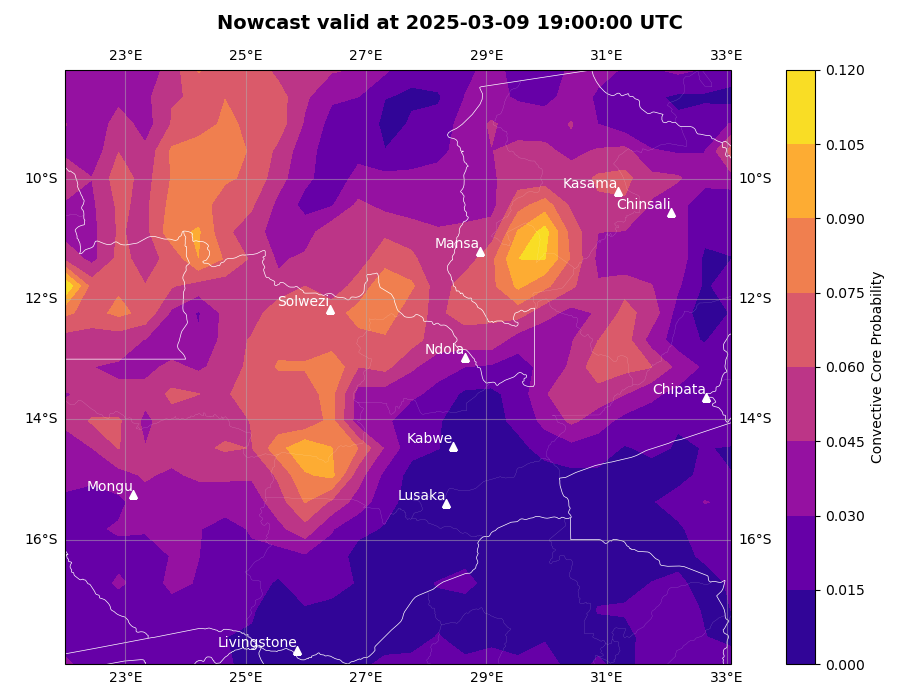 Nowcast valid at 2025-03-09 19:00:00 UTC
23°E 25°E 27°E 29°E 31°E 33°E
0.120
0.105
10°S 10°S
Kasama
Chinsali
0.090
Mansa
12°S 12°S
0.075
Solwezi
Ndola
0.060
Convective Core Probability
Chipata
14°S 14°S
Kabwe
0.045
Mongu
Lusaka
0.030
16°S 16°S
0.015
Livingstone
0.000
23°E 25°E 27°E 29°E 31°E 33°E